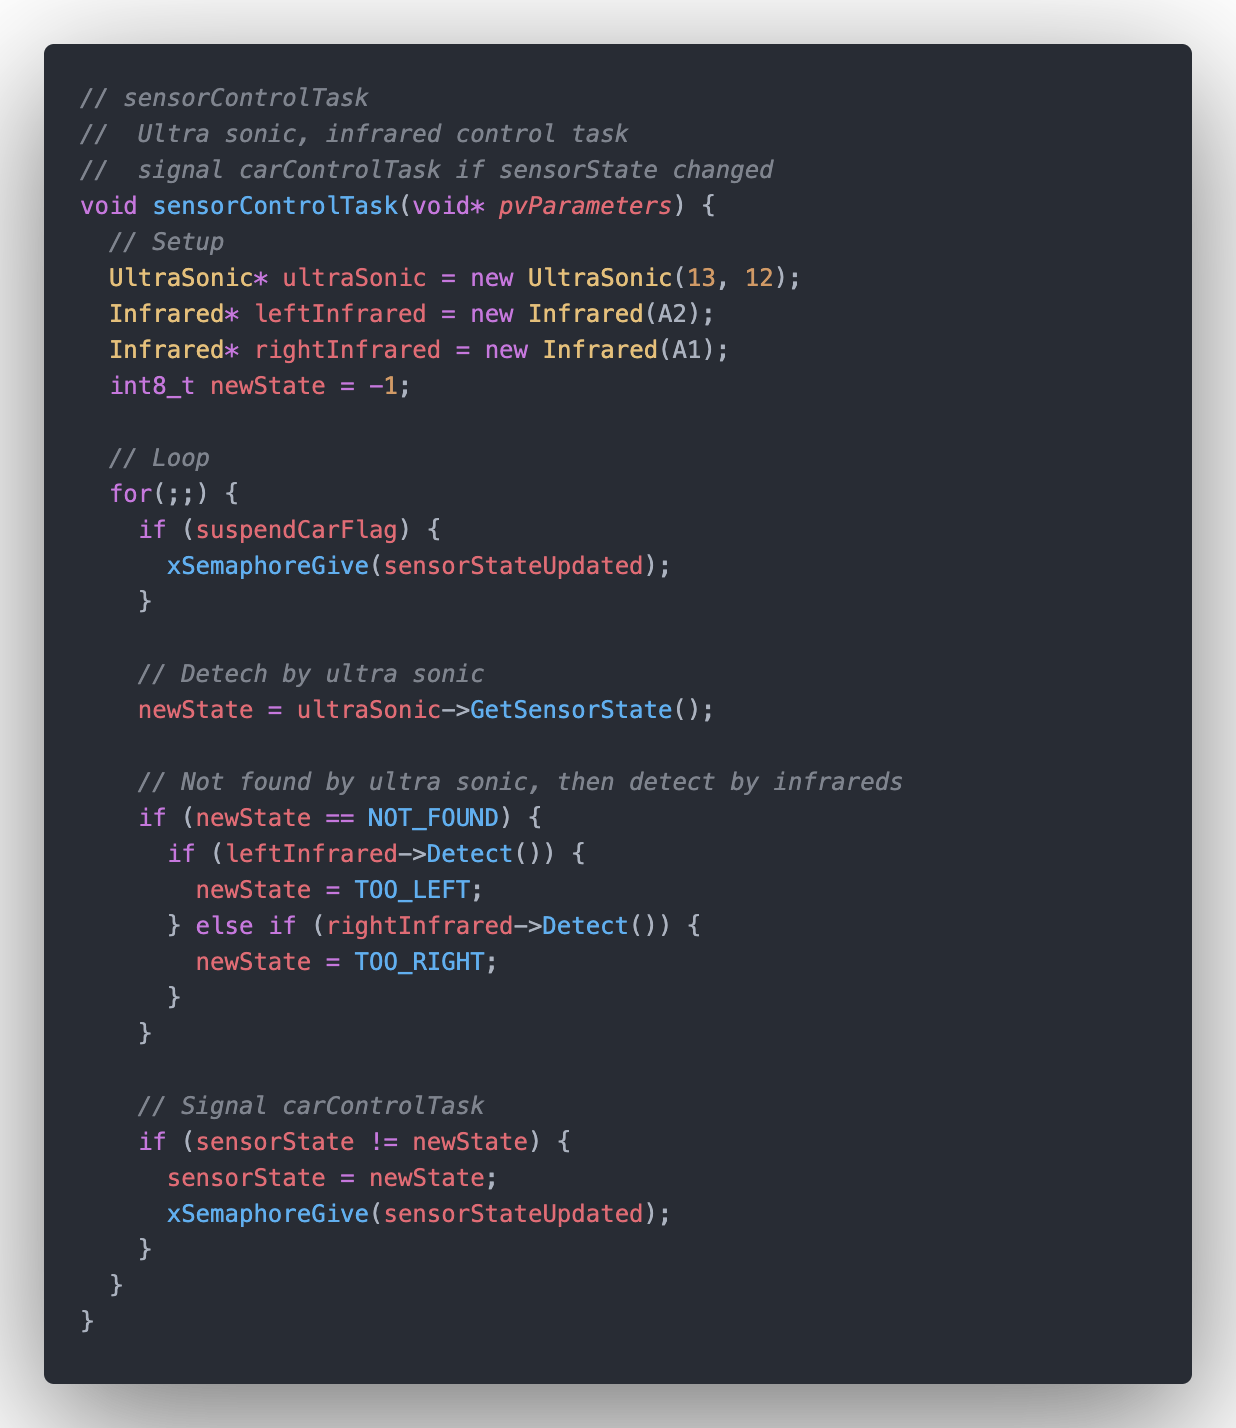 // sensorControlTask
//  Ultra sonic, infrared control task
//  signal carControlTask if sensorState changed
void sensorControlTask(void* pvParameters) {
  // Setup
  UltraSonic* ultraSonic = new UltraSonic(13, 12);
  Infrared* leftInfrared = new Infrared(A2);
  Infrared* rightInfrared = new Infrared(A1);
  int8_t newState = -1;

  // Loop
  for(;;) {
    if (suspendCarFlag) {
      xSemaphoreGive(sensorStateUpdated);
    }

    // Detech by ultra sonic
    newState = ultraSonic->GetSensorState();

    // Not found by ultra sonic, then detect by infrareds
    if (newState == NOT_FOUND) {
      if (leftInfrared->Detect()) {
        newState = TOO_LEFT;
      } else if (rightInfrared->Detect()) {
        newState = TOO_RIGHT;
      }
    }

    // Signal carControlTask
    if (sensorState != newState) {
      sensorState = newState;
      xSemaphoreGive(sensorStateUpdated);
    }
  }
}